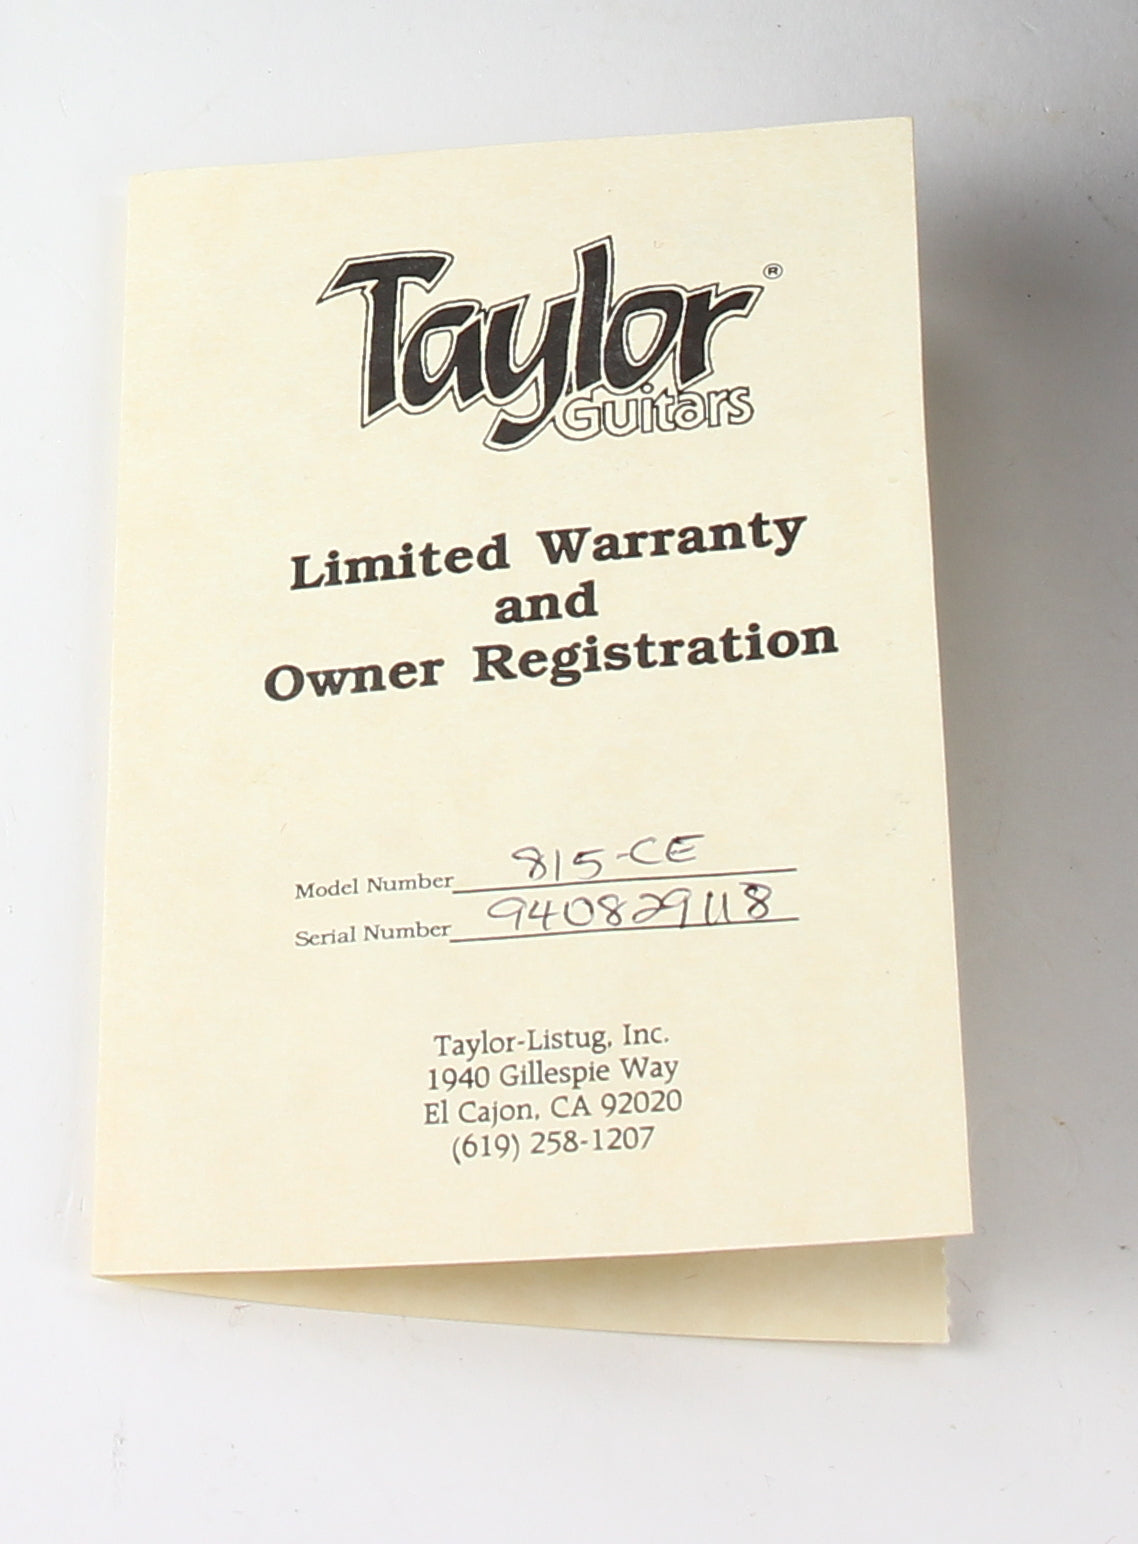 Taylor®
Guitars
Limited Warranty
and
Owner Registration
Model Number 815-CE
Serial Number 940829118
Taylor-Listug, Inc.
1940 Gillespie Way
El Cajon, CA 92020
(619) 258-1207